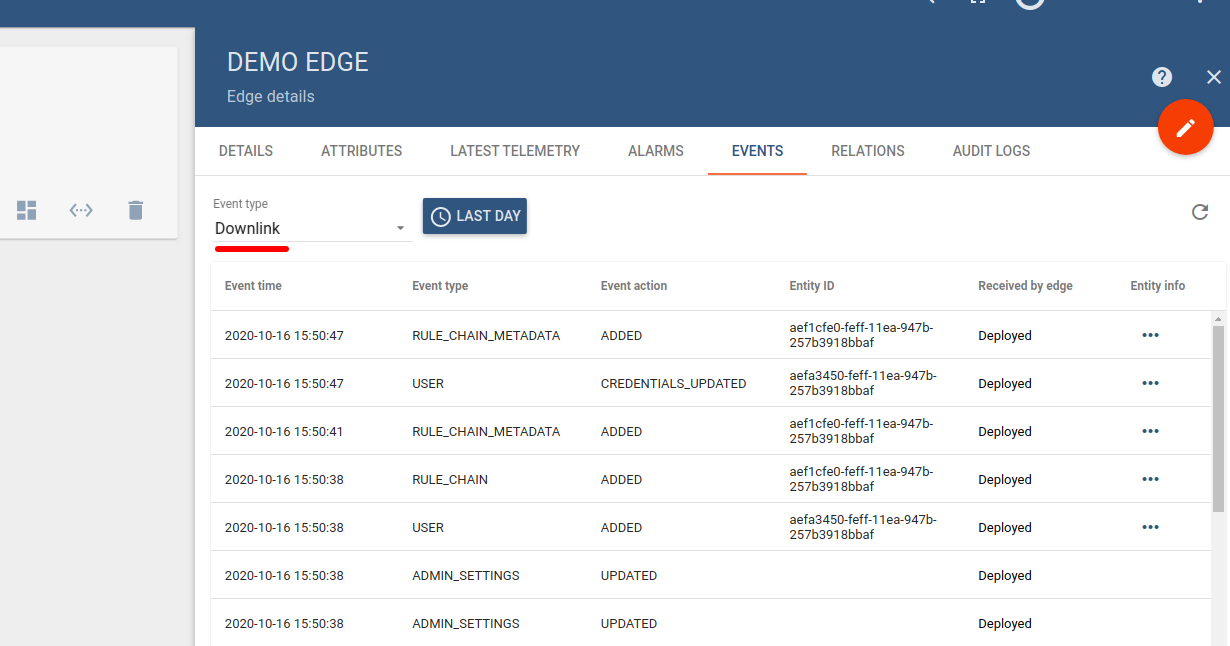 DEMO EDGE
Edge details
?
DETAILS ATTRIBUTES LATEST TELEMETRY ALARMS EVENTS RELATIONS AUDIT LOGS
Event type
Downlink
LAST DAY
Event time Event type Event action Entity ID Received by edge Entity info
2020-10-16 15:50:47 RULE_CHAIN_METADATA ADDED aef1cfe0-feff-11ea-947b-
257b3918bbaf Deployed •••
2020-10-16 15:50:47 USER CREDENTIALS_UPDATED aefa3450-feff-11ea-947b-
257b3918bbaf Deployed •••
2020-10-16 15:50:41 RULE_CHAIN_METADATA ADDED aef1cfe0-feff-11ea-947b-
257b3918bbaf Deployed •••
2020-10-16 15:50:38 RULE_CHAIN ADDED aef1cfe0-feff-11ea-947b-
257b3918bbaf Deployed •••
2020-10-16 15:50:38 USER ADDED aefa3450-feff-11ea-947b-
257b3918bbaf Deployed •••
2020-10-16 15:50:38 ADMIN_SETTINGS UPDATED Deployed
2020-10-16 15:50:38 ADMIN_SETTINGS UPDATED Deployed